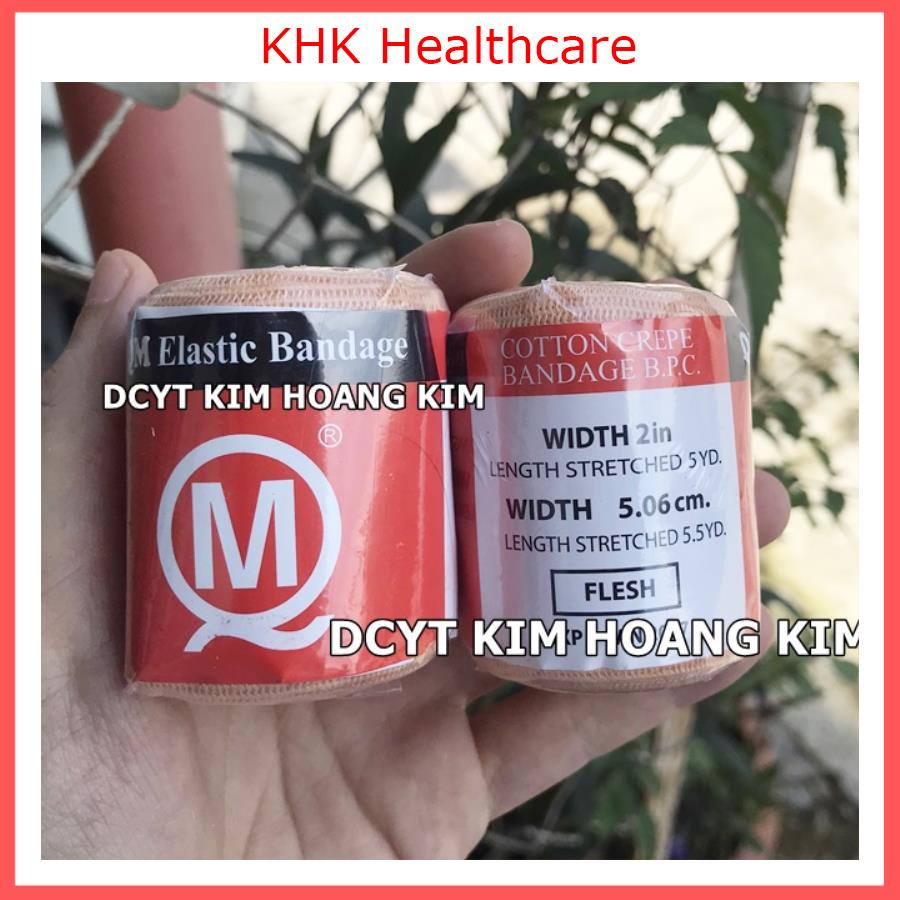 KHK Healthcare
M Elastic Bandage
DCYT KIM HOANG KIM
®
QM
COTTON CREPE
BANDAGE B.P.C.
WIDTH 2in
LENGTH STRETCHED 5YD.
WIDTH 5.06 cm.
LENGTH STRETCHED 5.5YD.
FLESH
DCYT KIM HOANG KIM